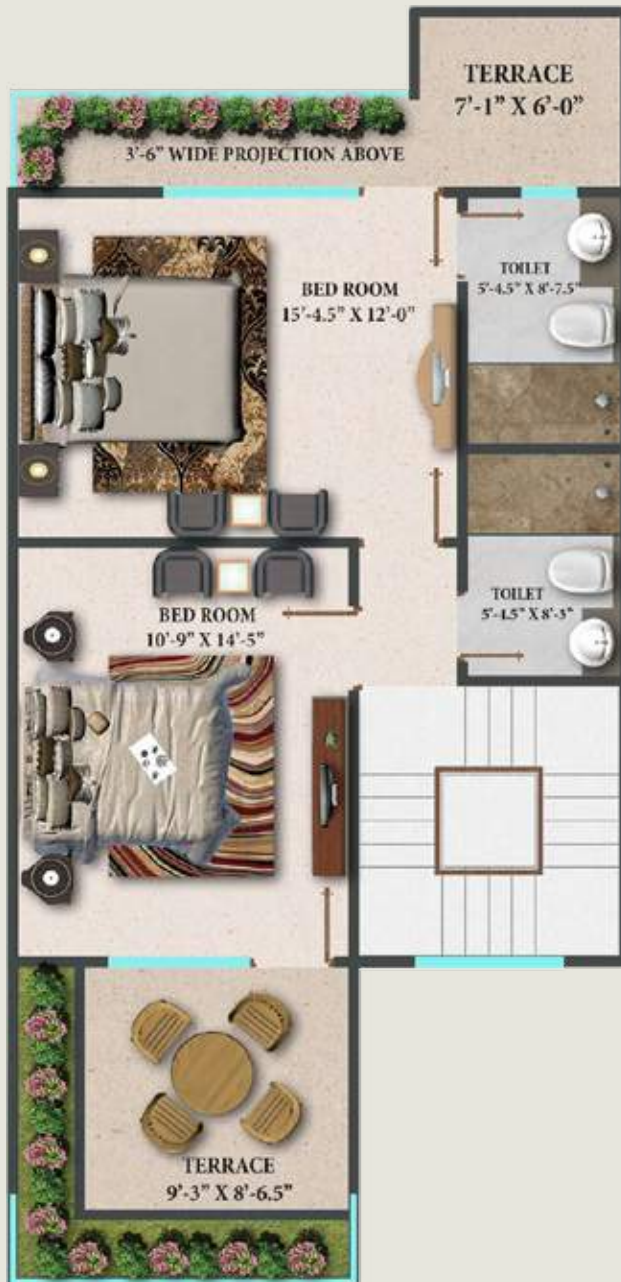 TERRACE
7'-1" X 6'-0"
3'-6" WIDE PROJECTION ABOVE
BED ROOM
15'-4.5" X 12'-0"
TOILET
5'-4.5" X 8'-7.5"
TOILET
5'-4.5" X 8'-3"
BED ROOM
10'-9" X 14'-5"
TERRACE
9'-3" X 8'-6.5"